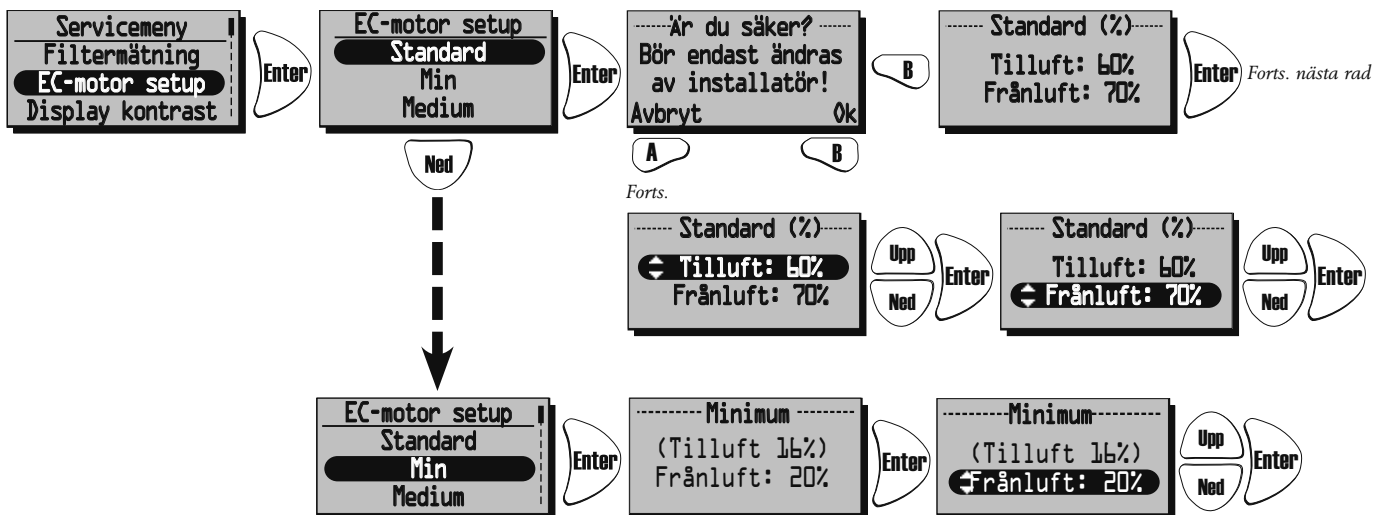 Servicemeny
Filtermätning
EC-motor setup
Display kontrast
Enter
EC-motor setup
Standard
Min
Medium
Enter
Är du säker?
Bör endast ändras
av installatör!
Avbryt Ok
B
Standard (%)
Tilluft: 60%
Frånluft: 70%
Enter
Forts. nästa rad
Ned
A
B
Forts.
Standard (%)
Tilluft: 60%
Frånluft: 70%
Upp
Ned
Enter
Standard (%)
Tilluft: 60%
Frånluft: 70%
Upp
Ned
Enter
EC-motor setup
Standard
Min
Medium
Enter
Minimum
(Tilluft 16%)
Frånluft: 20%
Enter
Minimum
(Tilluft 16%)
Frånluft: 20%
Upp
Ned
Enter